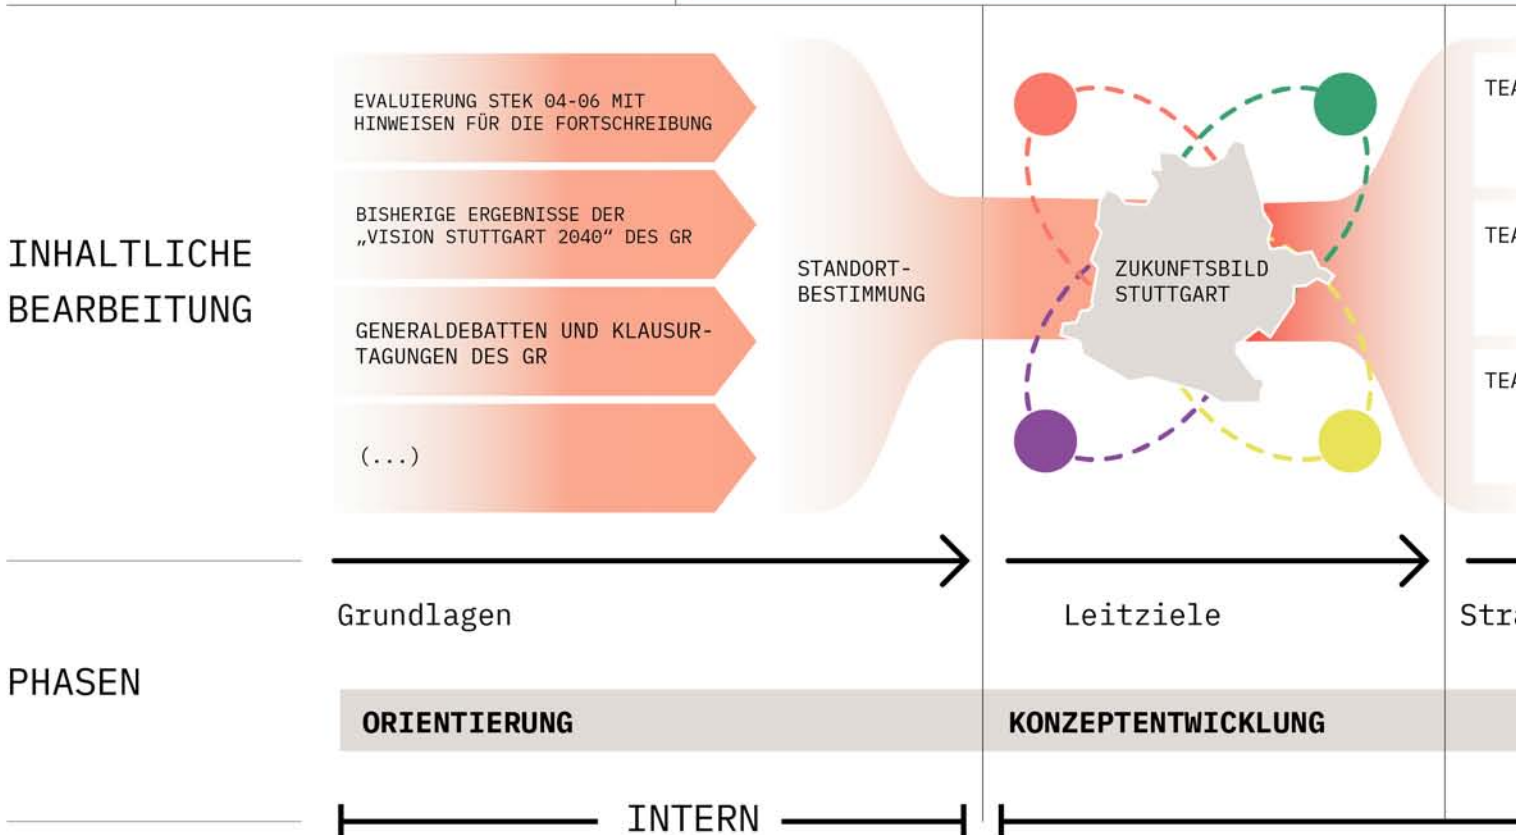 EVALUIERUNG STEK 04-06 MIT
HINWEISEN FÜR DIE FORTSCHREIBUNG
BISHERIGE ERGEBNISSE DER
„VISION STUTTGART 2040“ DES GR
GENERALDEBATTEN UND KLAUSUR-
TAGUNGEN DES GR
(...)
INHALTLICHE
BEARBEITUNG
STANDORT-
BESTIMMUNG
ZUKUNFTSBILD
STUTTGART
Grundlagen
Leitziele
PHASEN
ORIENTIERUNG
KONZEPTENTWICKLUNG
INTERN